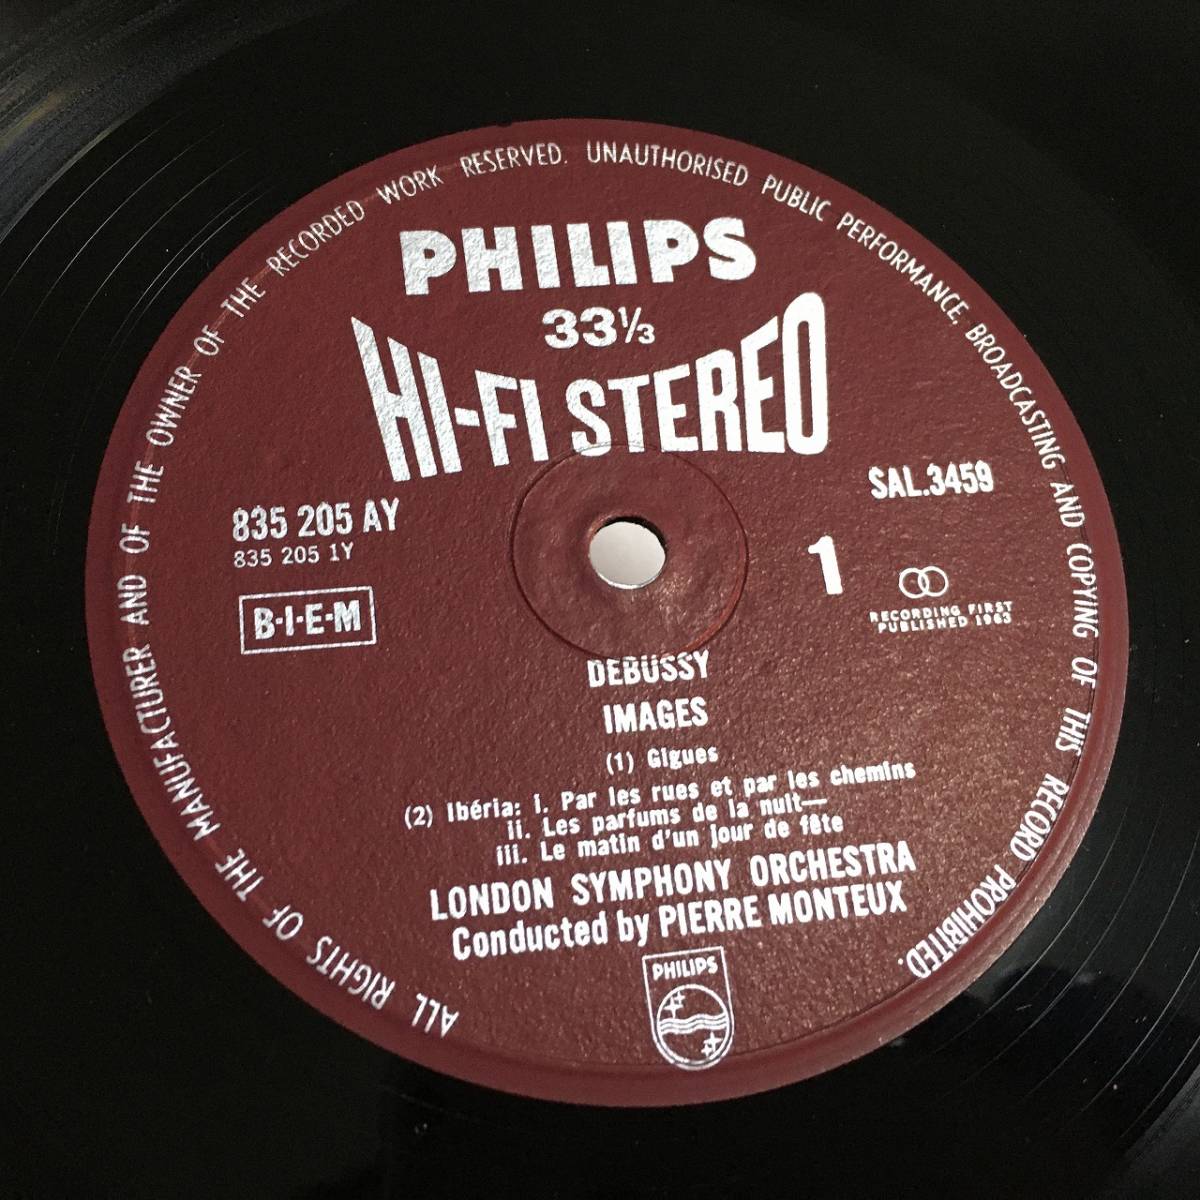 ALL RIGHTS OF THE MANUFACTURER AND OF THE OWNER OF THE RECORDED WORK RESERVED. UNAUTHORISED PUBLIC PERFORMANCE, BROADCASTING AND COPYING OF THIS RECORD PROHIBITED.
PHILIPS
33⅓
HI-FI STEREO
835 205 AY
835 205 1Y
B·I·E·M
SAL.3459
1
RECORDING FIRST
PUBLISHED 1963
DEBUSSY
IMAGES
(1) Gigues
(2) Ibéria: i. Par les rues et par les chemins
ii. Les parfums de la nuit—
iii. Le matin d'un jour de fête
LONDON SYMPHONY ORCHESTRA
Conducted by PIERRE MONTEUX
PHILIPS